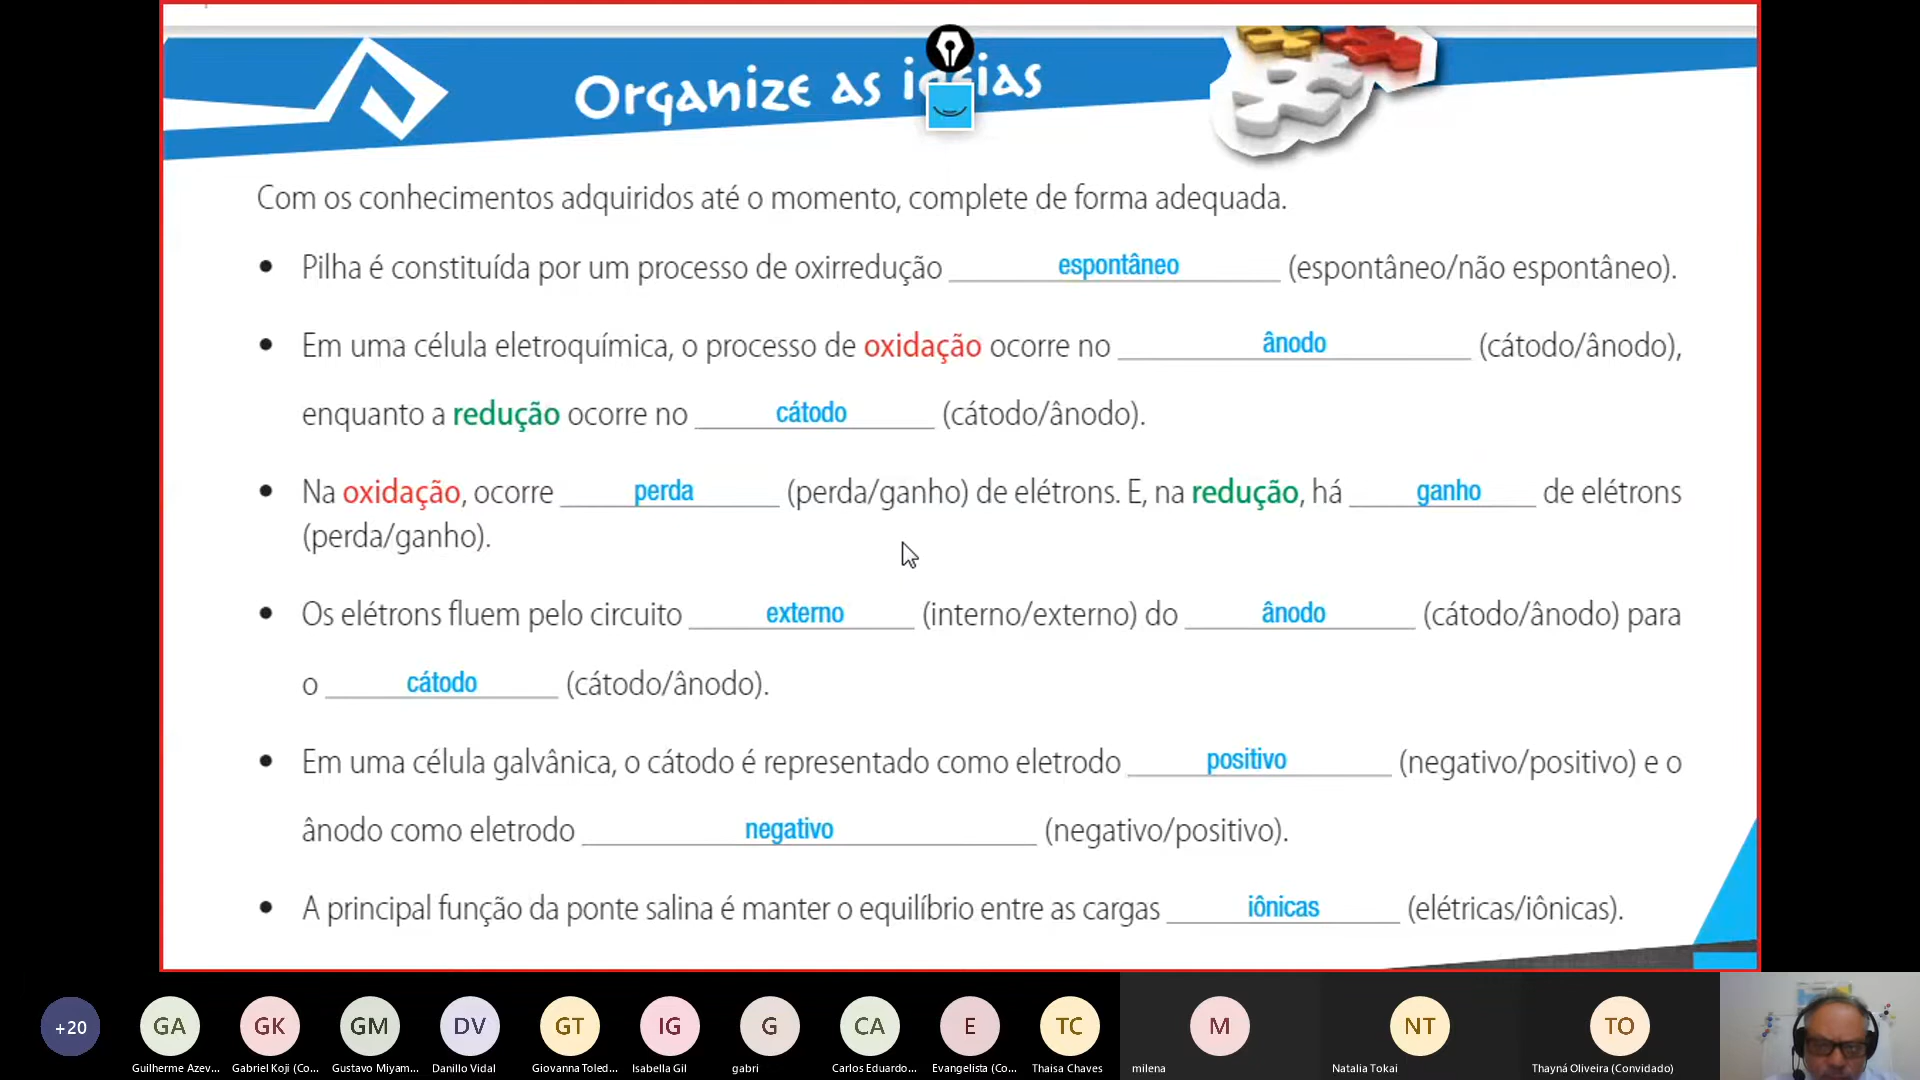 Organize as ideias
Com os conhecimentos adquiridos até o momento, complete de forma adequada.
• Pilha é constituída por um processo de oxirredução espontâneo (espontâneo/não espontâneo).
• Em uma célula eletroquímica, o processo de oxidação ocorre no ânodo (cátodo/ânodo),
enquanto a redução ocorre no cátodo (cátodo/ânodo).
• Na oxidação, ocorre perda (perda/ganho) de elétrons. E, na redução, há ganho de elétrons
(perda/ganho).
• Os elétrons fluem pelo circuito externo (interno/externo) do ânodo (cátodo/ânodo) para
o cátodo (cátodo/ânodo).
• Em uma célula galvânica, o cátodo é representado como eletrodo positivo (negativo/positivo) e o
ânodo como eletrodo negativo (negativo/positivo).
• A principal função da ponte salina é manter o equilíbrio entre as cargas iônicas (elétricas/iônicas).
+20 GA GK GM DV GT IG G CA E TC M NT TO
Guilherme Azev... Gabriel Koji (Co... Gustavo Miyam... Danillo Vidal Giovanna Toled... Isabella Gil gabri Carlos Eduardo... Evangelista (Co... Thaisa Chaves milena Natalia Tokai Thayná Oliveira (Convidado)